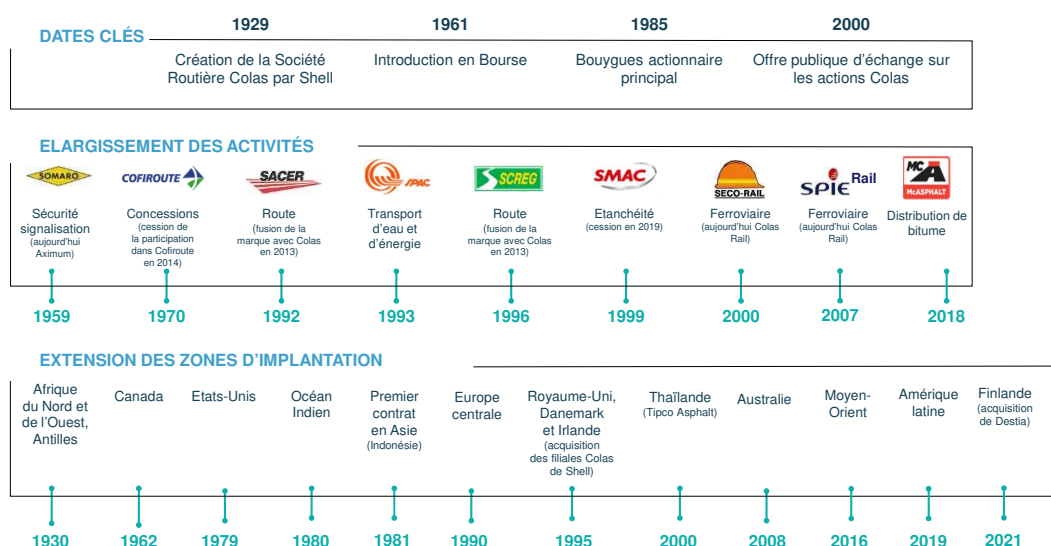 DATES CLÉS
1929
1961
1985
2000
Création de la Société
Routière Colas par Shell
Introduction en Bourse
Bouygues actionnaire
principal
Offre publique d'échange sur
les actions Colas
ELARGISSEMENT DES ACTIVITÉS
SOMARO
Sécurité
signalisation
(aujourd'hui
Aximum)
1959
COFIROUTE
Concessions
(cession de
la participation
dans Cofiroute
en 2014)
1970
SACER
Route
(fusion de la
marque avec Colas
en 2013)
1992
SPAC
Transport
d'eau et
d'énergie
1993
SCREG
Route
(fusion de la
marque avec Colas
en 2013)
1996
SMAC
Etanchéité
(cession en 2019)
1999
SECO-RAIL
Ferroviaire
(aujourd'hui Colas
Rail)
2000
SPIE Rail
Ferroviaire
(aujourd'hui Colas
Rail)
2007
MCA
McASPHALT
Distribution de
bitume
2018
EXTENSION DES ZONES D'IMPLANTATION
Afrique
du Nord et
de l'Ouest,
Antilles
1930
Canada
1962
Etats-Unis
1979
Océan
Indien
1980
Premier
contrat
en Asie
(Indonésie)
1981
Europe
centrale
1990
Royaume-Uni,
Danemark
et Irlande
(acquisition
des filiales Colas
de Shell)
1995
Thaïlande
(Tipco Asphalt)
2000
Australie
2008
Moyen-
Orient
2016
Amérique
latine
2019
Finlande
(acquisition
de Destia)
2021